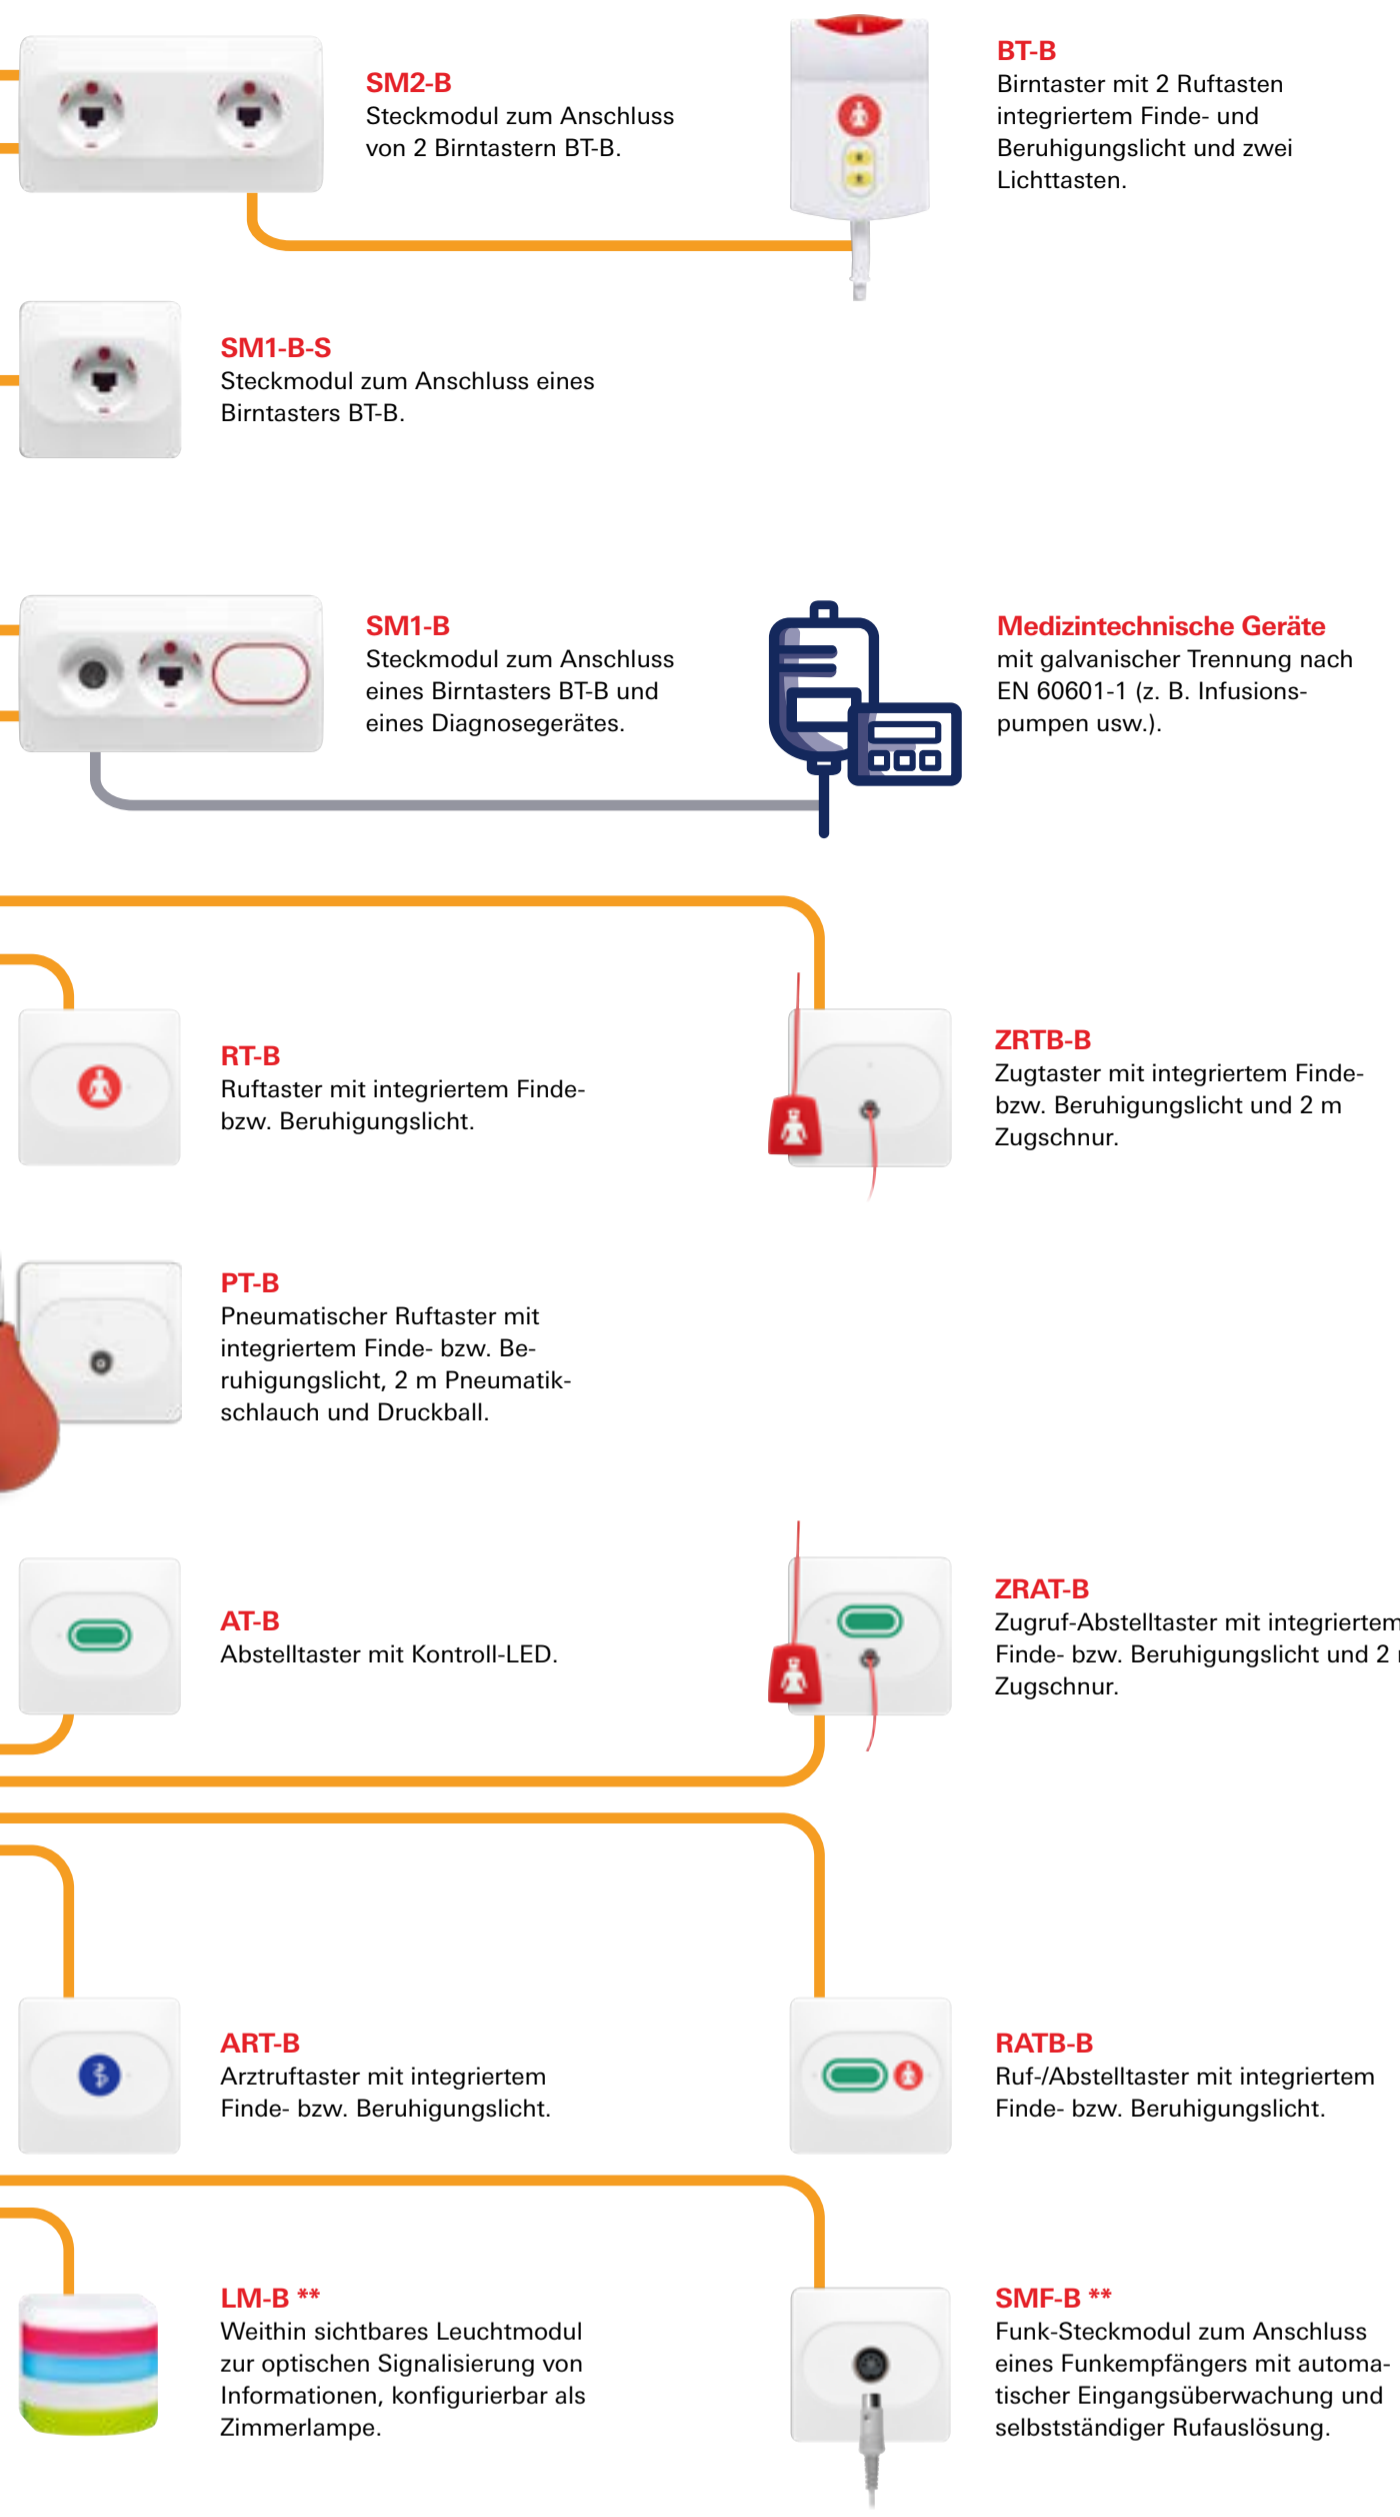 SM2-B
Steckmodul zum Anschluss
von 2 Birntastern BT-B.
BT-B
Birntaster mit 2 Ruftasten
integriertem Finde- und
Beruhigungslicht und zwei
Lichttasten.
SM1-B-S
Steckmodul zum Anschluss eines
Birntasters BT-B.
SM1-B
Steckmodul zum Anschluss
eines Birntasters BT-B und
eines Diagnosegerätes.
Medizintechnische Geräte
mit galvanischer Trennung nach
EN 60601-1 (z. B. Infusions-
pumpen usw.).
RT-B
Ruftaster mit integriertem Finde-
bzw. Beruhigungslicht.
ZRTB-B
Zugtaster mit integriertem Finde-
bzw. Beruhigungslicht und 2 m
Zugschnur.
PT-B
Pneumatischer Ruftaster mit
integriertem Finde- bzw. Be-
ruhigungslicht, 2 m Pneumatik-
schlauch und Druckball.
AT-B
Abstelltaster mit Kontroll-LED.
ZRAT-B
Zugruf-Abstelltaster mit integriertem
Finde- bzw. Beruhigungslicht und 2
Zugschnur.
ART-B
Arztruftaster mit integriertem
Finde- bzw. Beruhigungslicht.
RATB-B
Ruf-/Abstelltaster mit integriertem
Finde- bzw. Beruhigungslicht.
LM-B **
Weithin sichtbares Leuchtmodul
zur optischen Signalisierung von
Informationen, konfigurierbar als
Zimmerlampe.
SMF-B **
Funk-Steckmodul zum Anschluss
eines Funkempfängers mit automa-
tischer Eingangsüberwachung und
selbstständiger Rufauslösung.